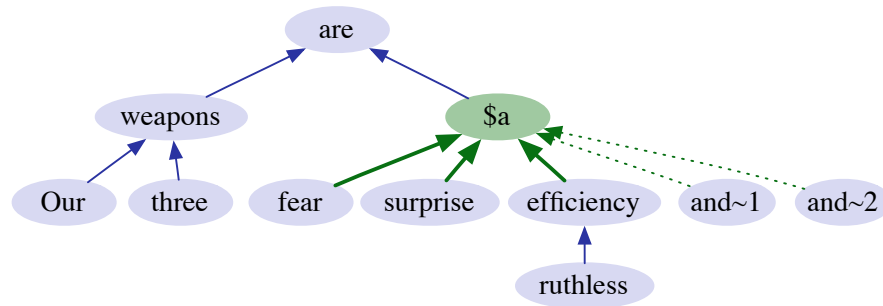 are
weapons $a
Our three fear surprise efficiency and~1 and~2
ruthless